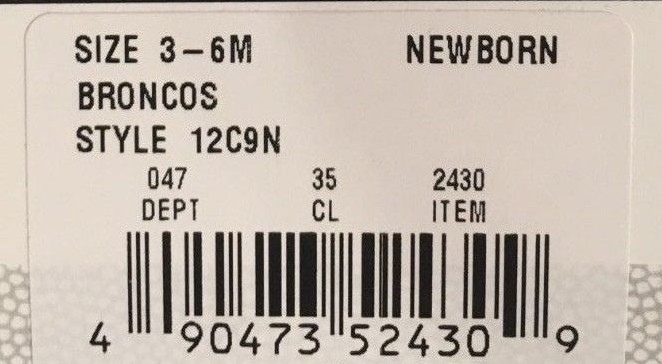 SIZE 3-6M NEWBORN
BRONCOS
STYLE 12C9N
047 35 2430
DEPT CL ITEM
4 90473 52430 9